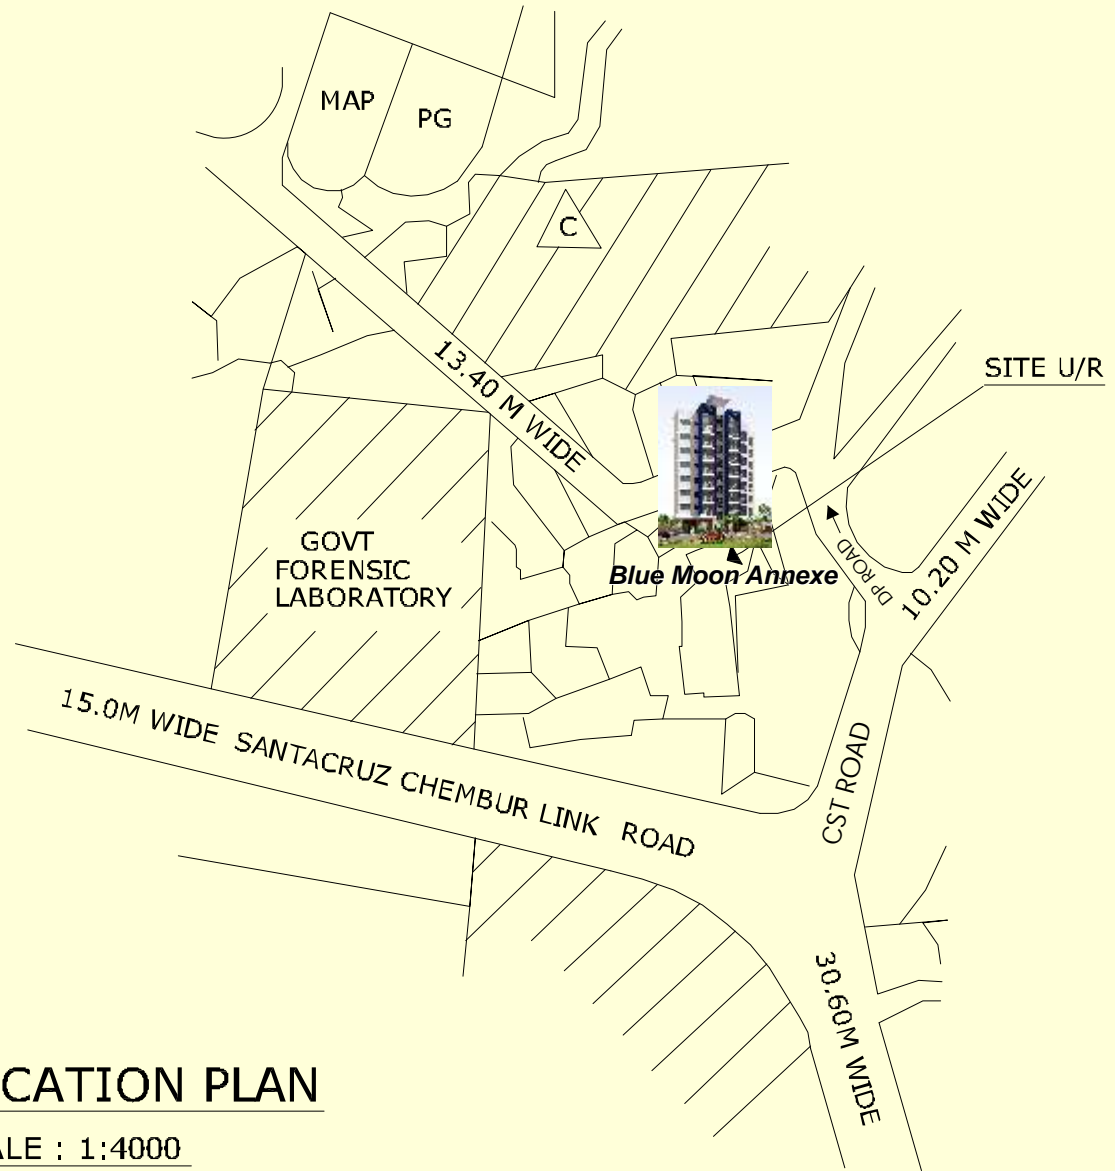 MAP
PG
C
13.40 M WIDE
SITE U/R
Blue Moon Annexe
DP ROAD
10.20 M WIDE
GOVT
FORENSIC
LABORATORY
15.0M WIDE SANTACRUZ CHEMBUR LINK ROAD
CST ROAD
30.60M WIDE
CATION PLAN
ALE : 1:4000